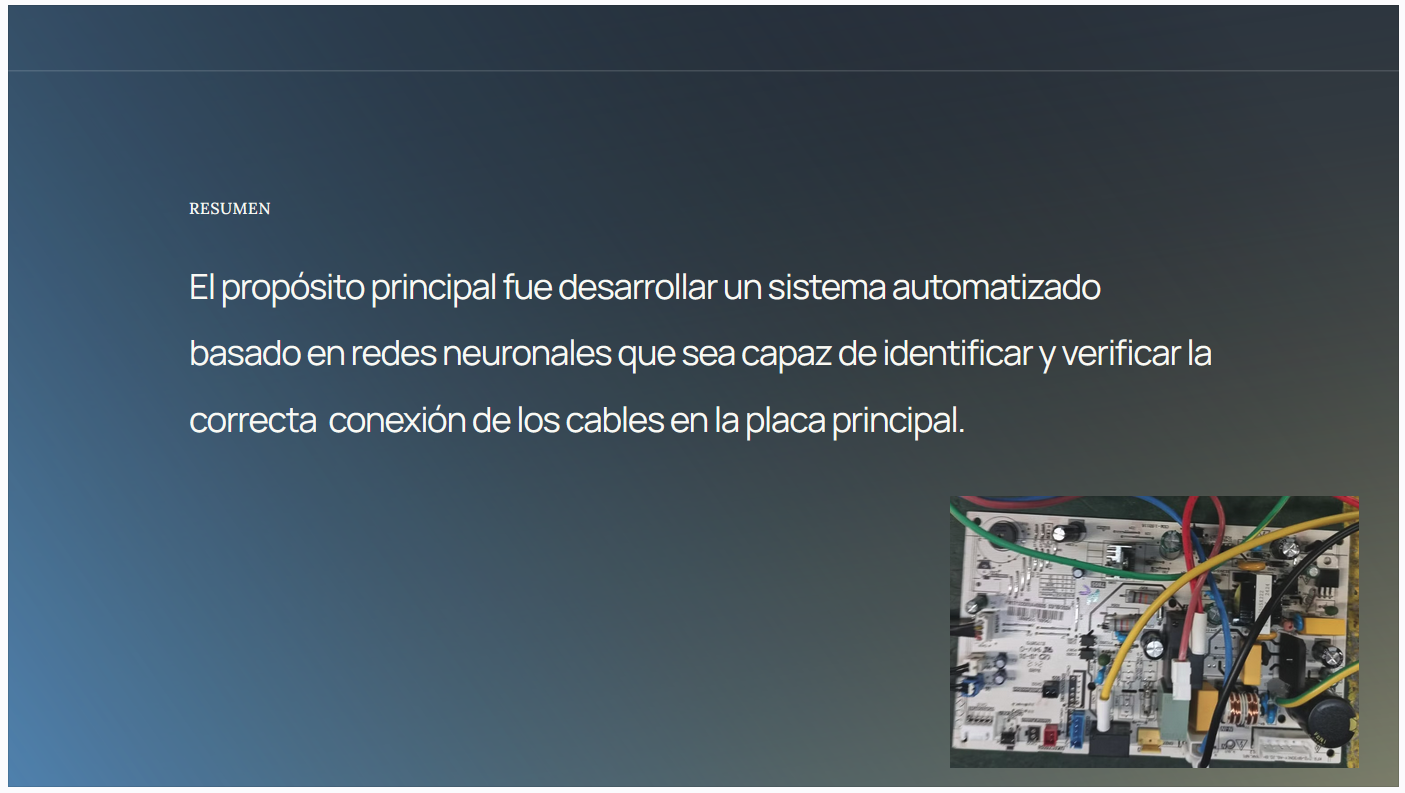 RESUMEN
El propósito principal fue desarrollar un sistema automatizado
basado en redes neuronales que sea capaz de identificar y verificar la
correcta  conexión de los cables en la placa principal.